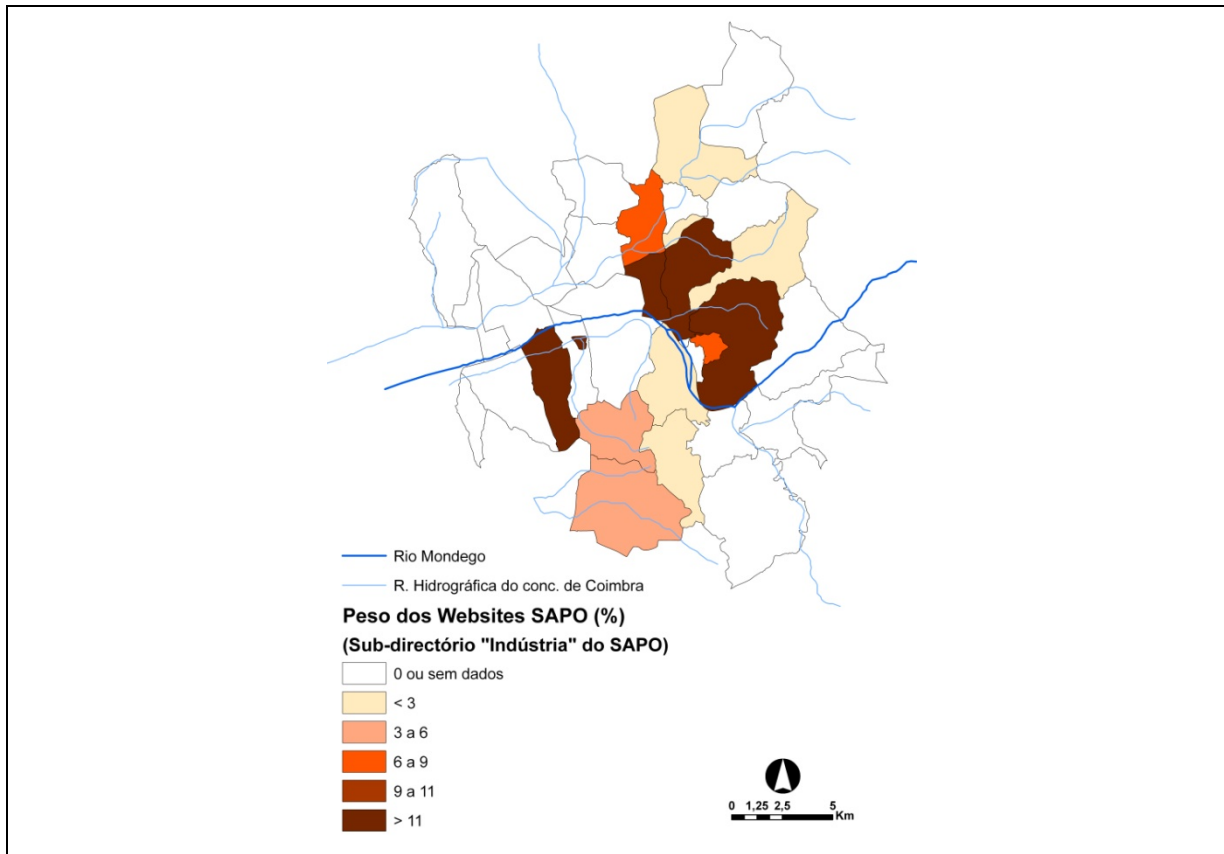 Rio Mondego
R. Hidrográfica do conc. de Coimbra
Peso dos Websites SAPO (%)
(Sub-directório "Indústria" do SAPO)
0 ou sem dados
< 3
3 a 6
6 a 9
9 a 11
> 11
0 1,25 2,5 5
Km